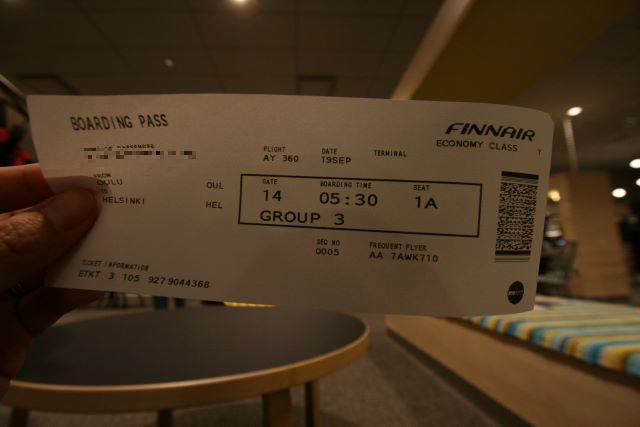 BOARDING PASS
FINNAIR
ECONOMY CLASS Y
FLIGHT DATE TERMINAL
AY 360 19SEP
FROM
OULU OUL
TO
HELSINKI HEL
GATE BOARDING TIME SEAT
14 05:30 1A
GROUP 3
SEQ NO FREQUENT FLYER
0005 AA 7AWK710
TICKET INFORMATION
ETKT 3 105 9279044368